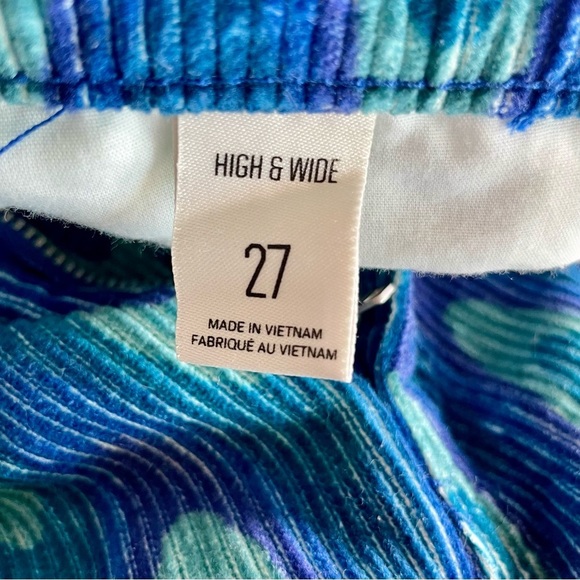 HIGH & WIDE
27
MADE IN VIETNAM
FABRIQUÉ AU VIETNAM